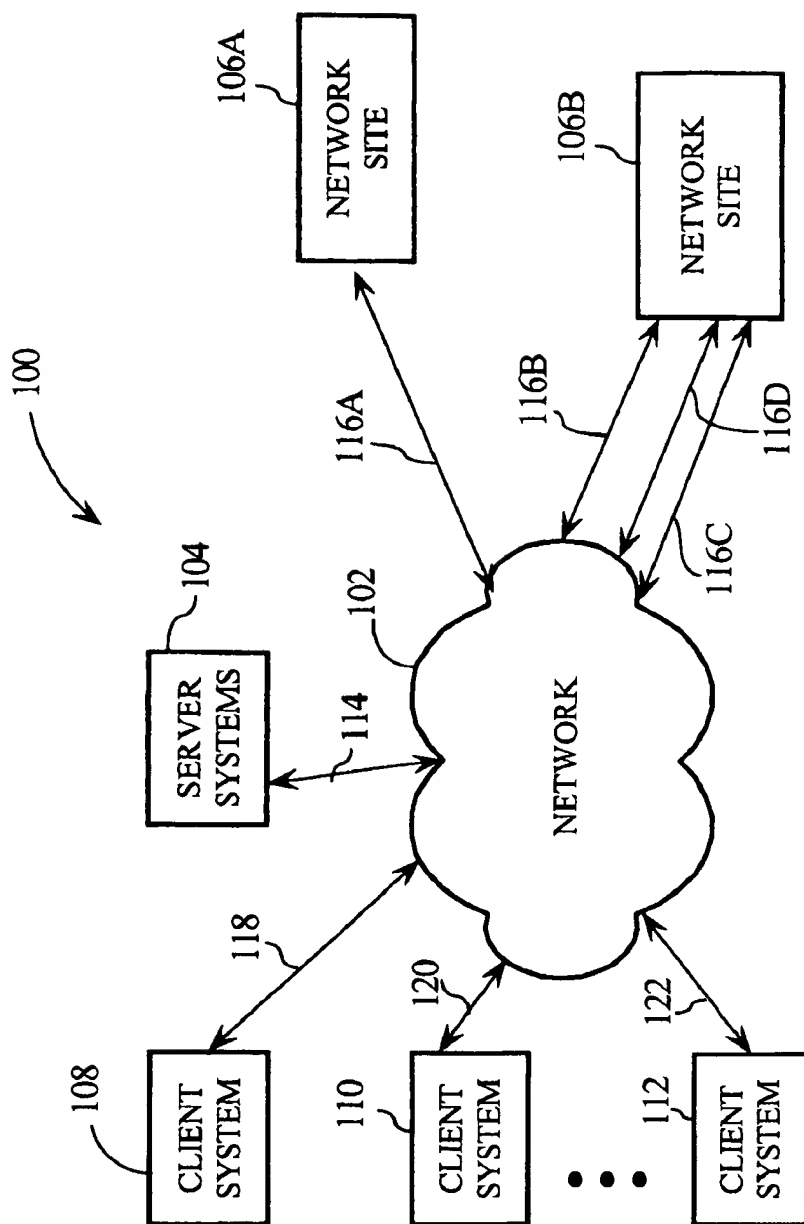 100
108
CLIENT
SYSTEM
118
104
SERVER
SYSTEMS
114
102
116A
106A
NETWORK
SITE
110
CLIENT
SYSTEM
120
NETWORK
116B
116D
116C
106B
NETWORK
SITE
112
CLIENT
SYSTEM
122